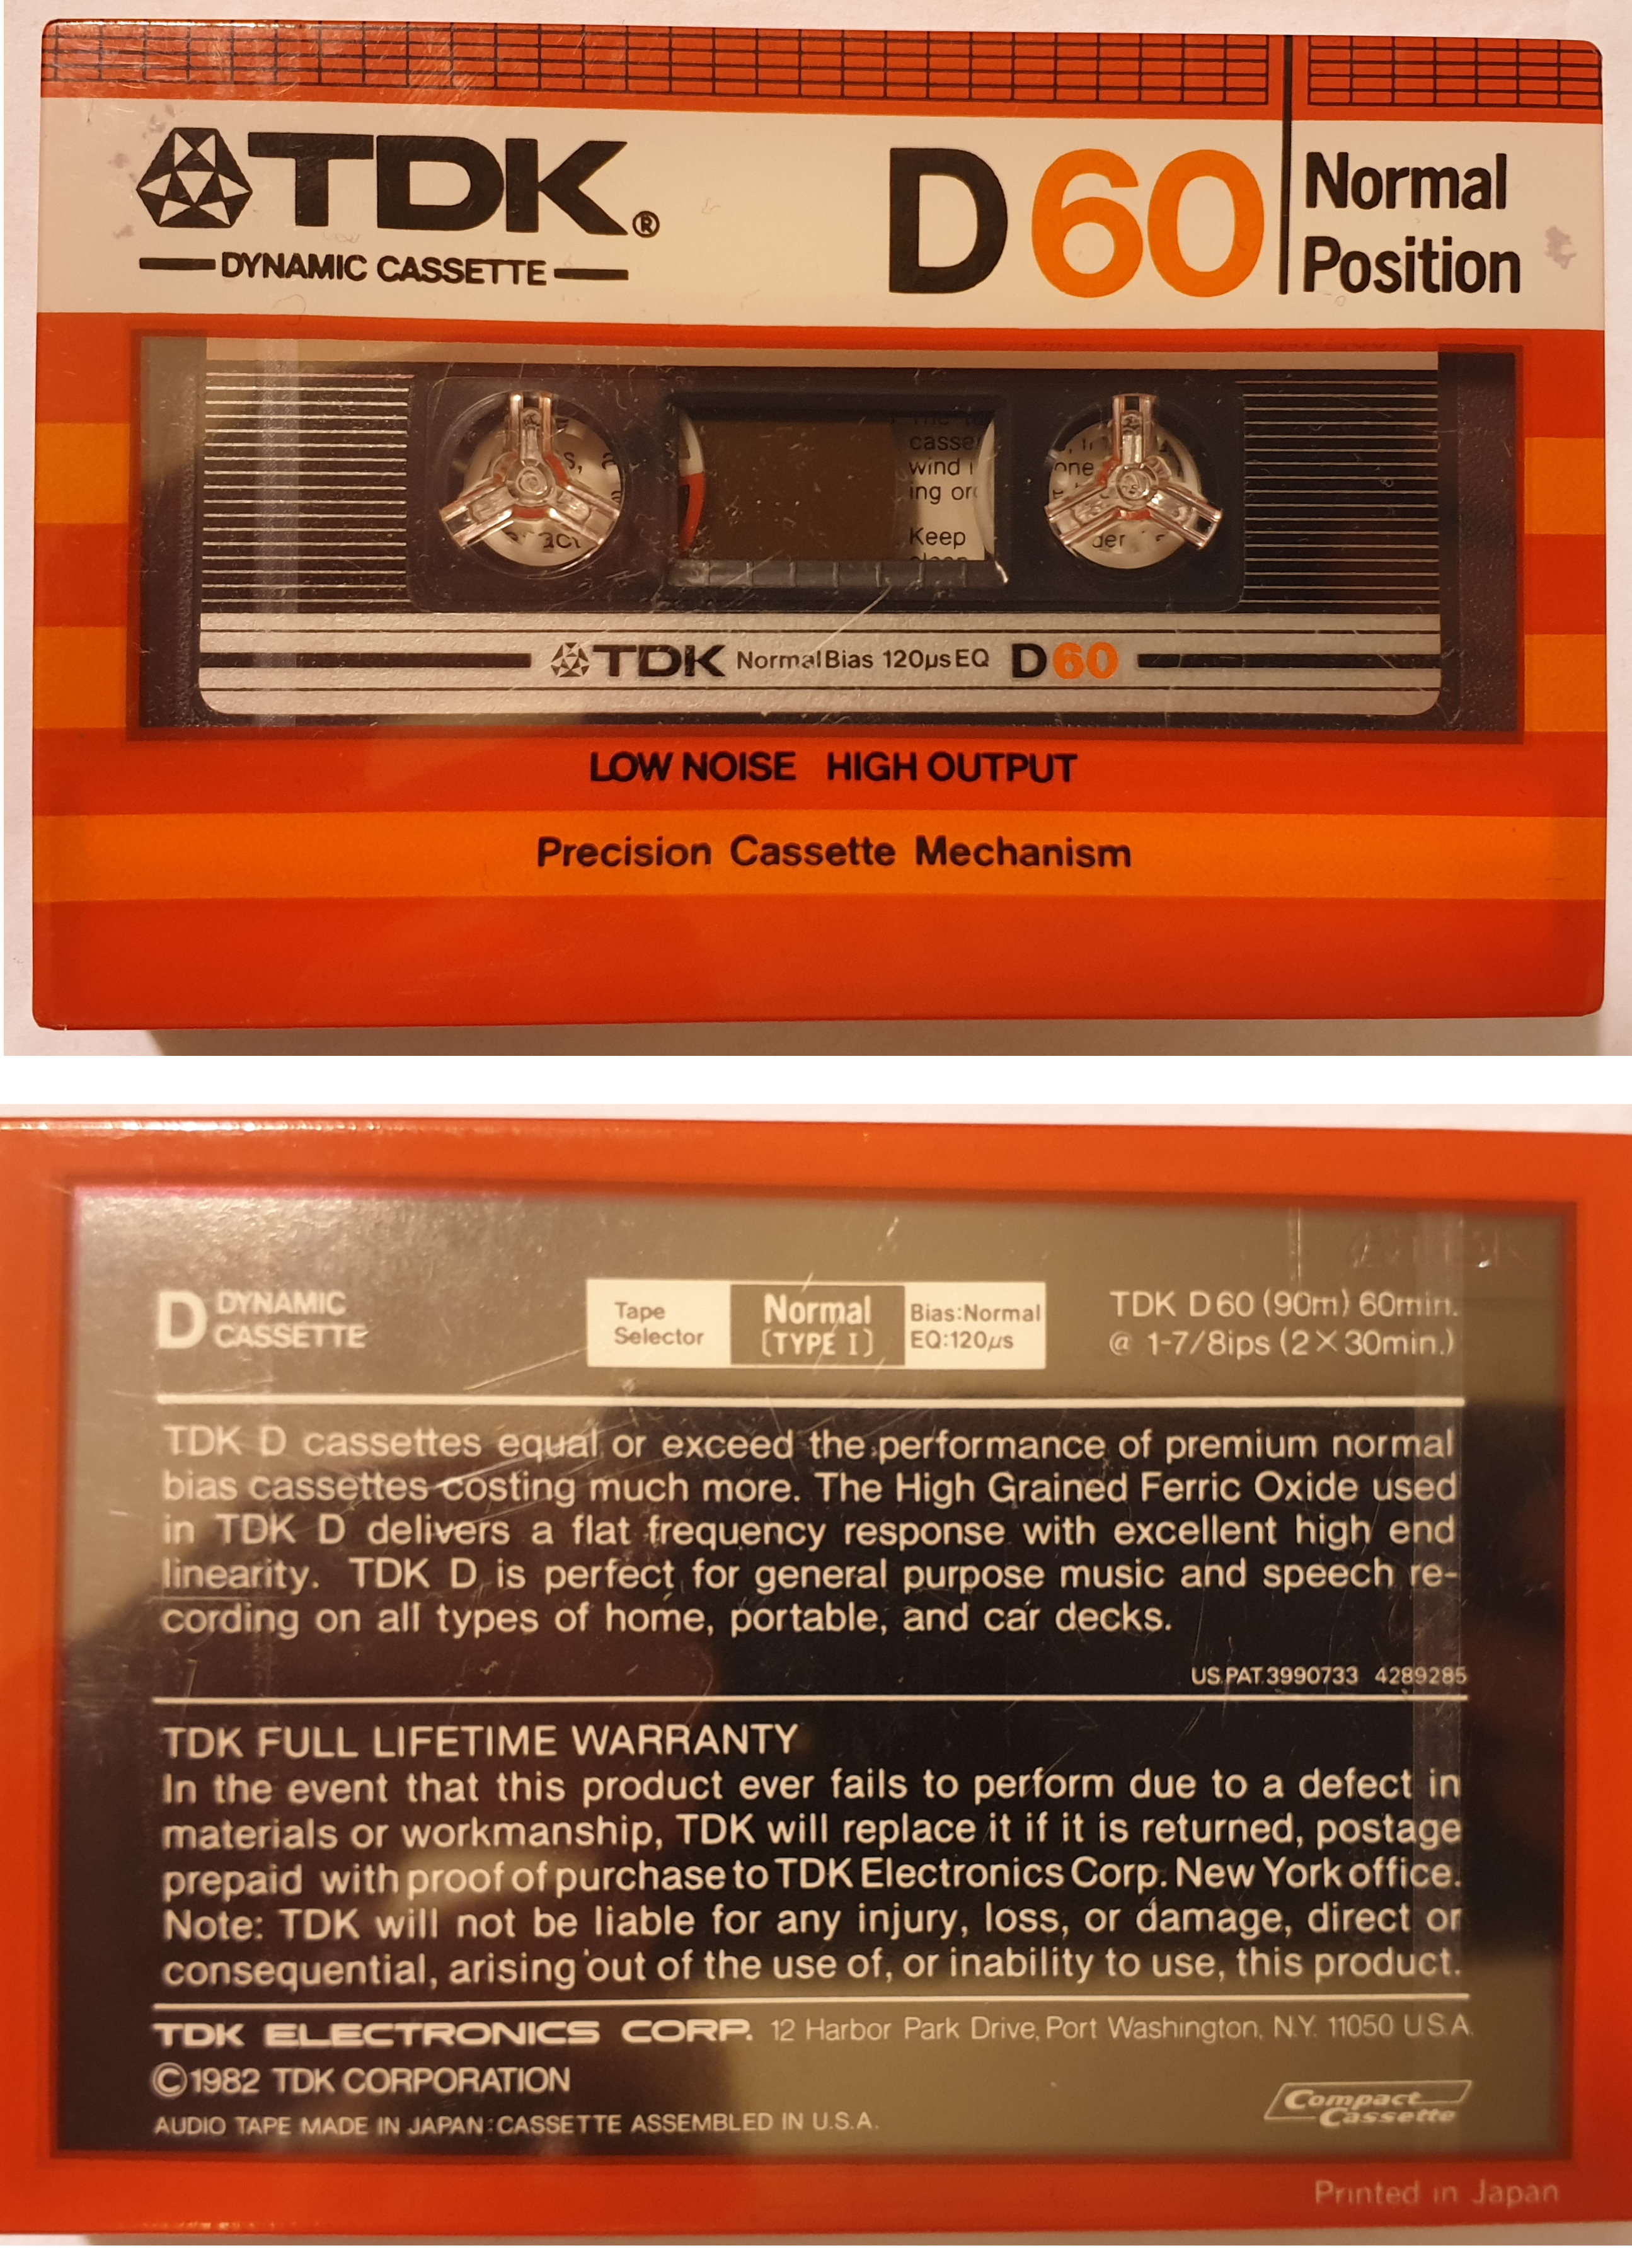 TDK®
DYNAMIC CASSETTE
D60
Normal
Position
casse
wind
ing or
Keep
one
TDK Normal Bias 120µs EQ D60
LOW NOISE HIGH OUTPUT
Precision Cassette Mechanism
D DYNAMIC
CASSETTE
Tape
Selector
Normal
(TYPE I)
Bias:Normal
EQ:120µs
TDK D60 (90m) 60min.
@ 1-7/8ips (2×30min.)
TDK D cassettes equal or exceed the performance of premium normal
bias cassettes costing much more. The High Grained Ferric Oxide used
in TDK D delivers a flat frequency response with excellent high end
linearity. TDK D is perfect for general purpose music and speech re-
cording on all types of home, portable, and car decks.
US.PAT.3990733 4289285
TDK FULL LIFETIME WARRANTY
In the event that this product ever fails to perform due to a defect in
materials or workmanship, TDK will replace it if it is returned, postage
prepaid with proof of purchase to TDK Electronics Corp. New York office.
Note: TDK will not be liable for any injury, loss, or damage, direct or
consequential, arising out of the use of, or inability to use, this product.
TDK ELECTRONICS CORP. 12 Harbor Park Drive, Port Washington, N.Y. 11050 U.S.A.
©1982 TDK CORPORATION
AUDIO TAPE MADE IN JAPAN:CASSETTE ASSEMBLED IN U.S.A.
Compact
Cassette
Printed in Japan